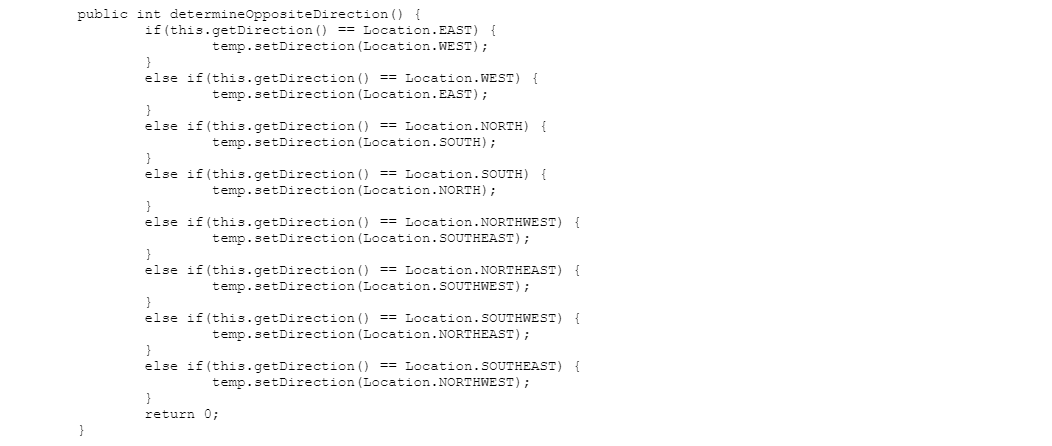 public int determineOppositeDirection() {
if(this.getDirection() == Location.EAST) {
temp.setDirection(Location.WEST);
}
else if(this.getDirection() == Location.WEST) {
temp.setDirection(Location.EAST);
}
else if(this.getDirection() == Location.NORTH) {
temp.setDirection(Location.SOUTH);
}
else if(this.getDirection() == Location.SOUTH) {
temp.setDirection(Location.NORTH);
}
else if(this.getDirection() == Location.NORTHWEST) {
temp.setDirection(Location.SOUTHEAST);
}
else if(this.getDirection() == Location.NORTHEAST) {
temp.setDirection(Location.SOUTHWEST);
}
else if(this.getDirection() == Location.SOUTHWEST) {
temp.setDirection(Location.NORTHEAST);
}
else if(this.getDirection() == Location.SOUTHEAST) {
temp.setDirection(Location.NORTHWEST);
}
return 0;
}